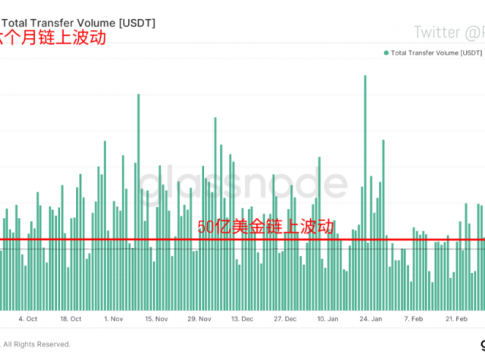 Total Transfer Volume [USDT]
个月链上波动
Twitter @
Total Transfer Volume [USDT]
glassnode
50亿美金链上波动
4. Oct 18. Oct 1. Nov 15. Nov 29. Nov 13. Dec 27. Dec 10. Jan 24. Jan 7. Feb 21. Feb
. All Rights Reserved.